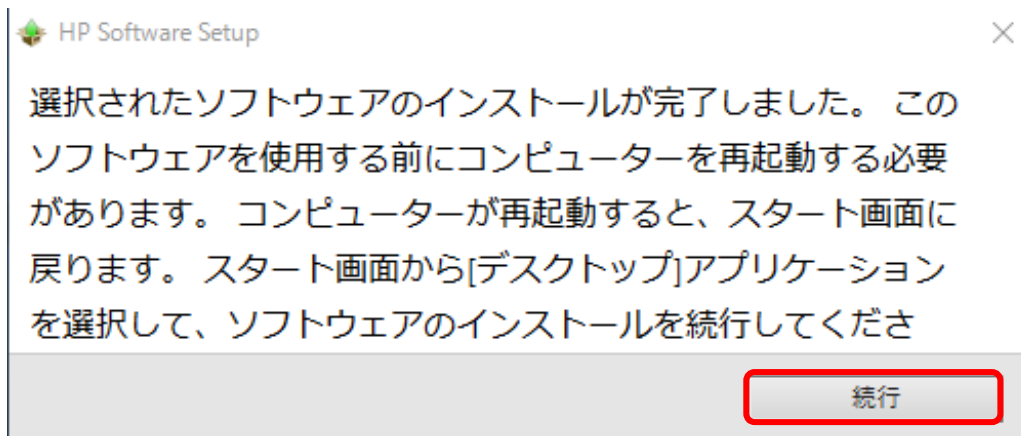 HP Software Setup
選択されたソフトウェアのインストールが完了しました。 この
ソフトウェアを使用する前にコンピューターを再起動する必要
があります。 コンピューターが再起動すると、スタート画面に
戻ります。 スタート画面から[デスクトップ]アプリケーション
を選択して、ソフトウェアのインストールを続行してくださ
続行